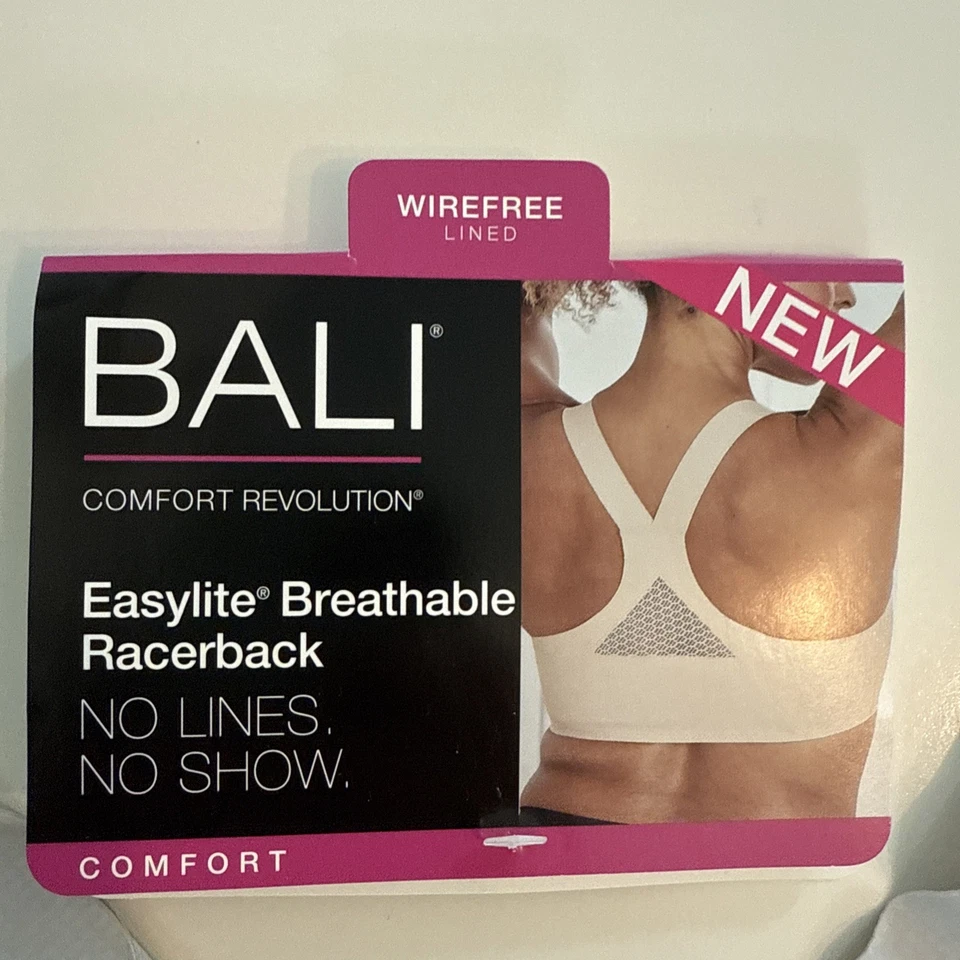 WIREFREE
LINED
NEW
BALI®
COMFORT REVOLUTION®
Easylite® Breathable
Racerback
NO LINES.
NO SHOW.
COMFORT